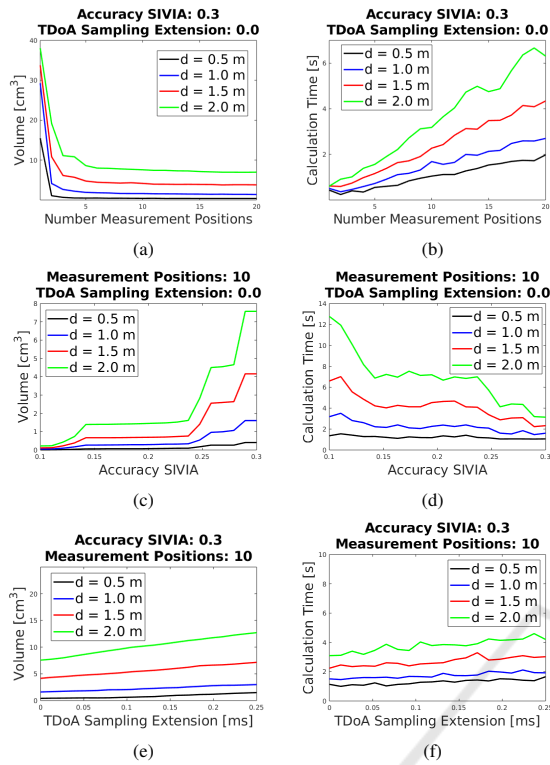 Accuracy SIVIA: 0.3
TDoA Sampling Extension: 0.0
Volume [cm³]
40
30
20
10
5
10
15
20
d = 0.5 m
d = 1.0 m
d = 1.5 m
d = 2.0 m
Number Measurement Positions
(a)
Accuracy SIVIA: 0.3
TDoA Sampling Extension: 0.0
Calculation Time [s]
6
4
2
0
5
10
15
20
d = 0.5 m
d = 1.0 m
d = 1.5 m
d = 2.0 m
Number Measurement Positions
(b)
Measurement Positions: 10
TDoA Sampling Extension: 0.0
Volume [cm³]
8
7
6
5
4
3
2
1
0
0.1
0.15
0.2
0.25
0.3
d = 0.5 m
d = 1.0 m
d = 1.5 m
d = 2.0 m
Accuracy SIVIA
(c)
Measurement Positions: 10
TDoA Sampling Extension: 0.0
Calculation Time [s]
14
12
10
8
6
4
2
0
0.1
0.15
0.2
0.25
0.3
d = 0.5 m
d = 1.0 m
d = 1.5 m
d = 2.0 m
Accuracy SIVIA
(d)
Accuracy SIVIA: 0.3
Measurement Positions: 10
Volume [cm³]
20
15
10
5
0
0
0.05
0.1
0.15
0.2
0.25
d = 0.5 m
d = 1.0 m
d = 1.5 m
d = 2.0 m
TDoA Sampling Extension [ms]
(e)
Accuracy SIVIA: 0.3
Measurement Positions: 10
Calculation Time [s]
10
8
6
4
2
0
0
0.05
0.1
0.15
0.2
0.25
d = 0.5 m
d = 1.0 m
d = 1.5 m
d = 2.0 m
TDoA Sampling Extension [ms]
(f)